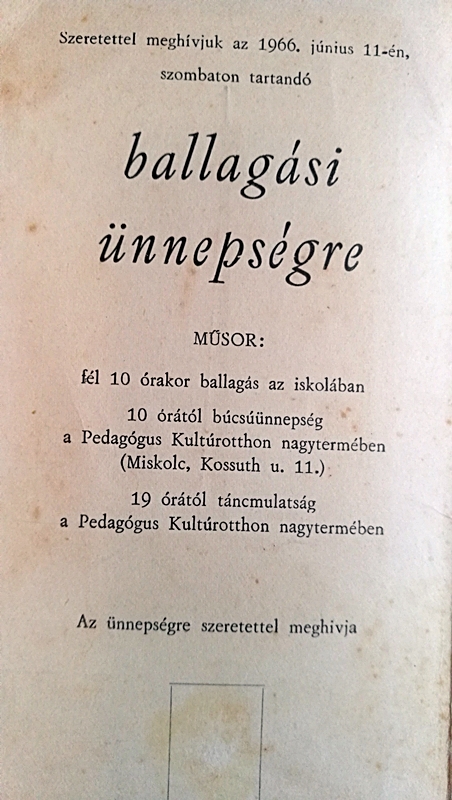 Szeretettel meghívjuk az 1966. június 11-én,
szombaton tartandó
ballagási
ünnepségre
MŰSOR:
fél 10 órakor ballagás az iskolában
10 órától búcsúünnepség
a Pedagógus Kultúrotthon nagytermében
(Miskolc, Kossuth u. 11.)
19 órától táncmulatság
a Pedagógus Kultúrotthon nagytermében
Az ünnepségre szeretettel meghivja